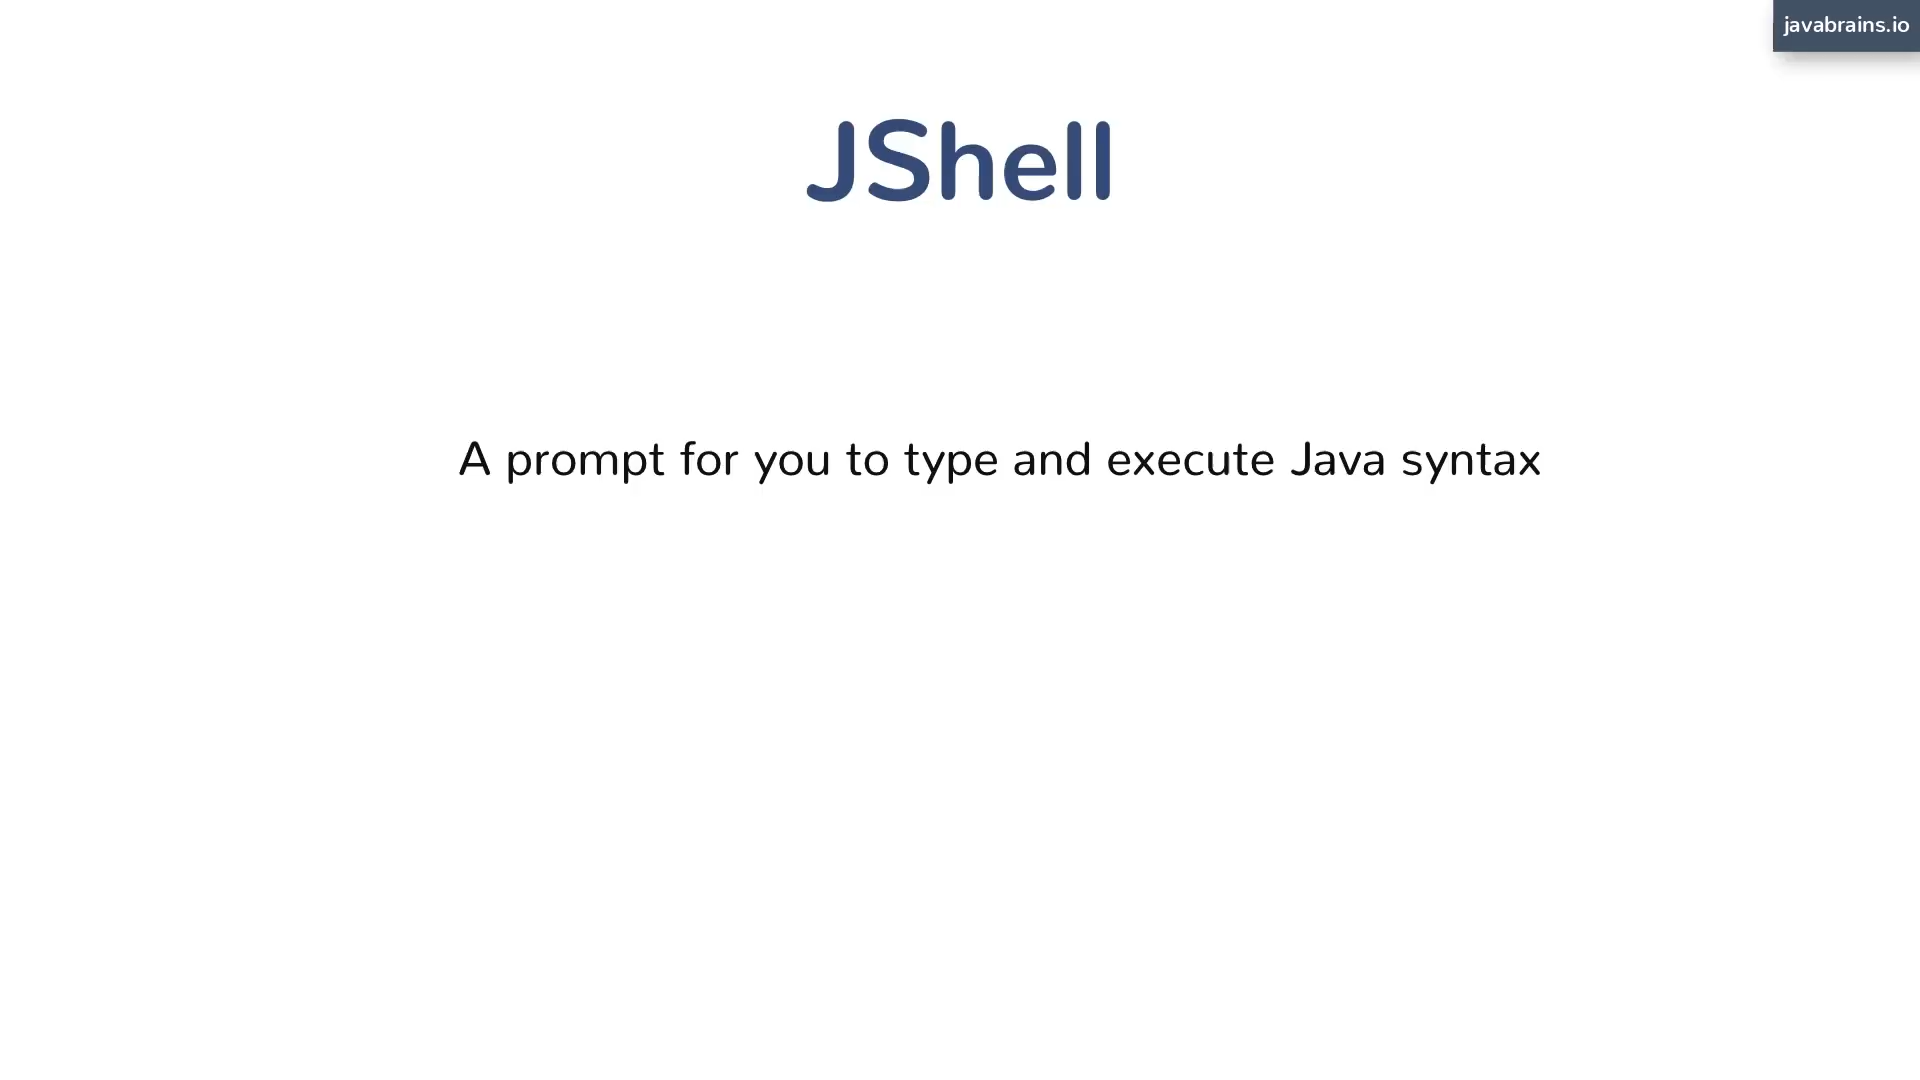 javabrains.io
JShell
A prompt for you to type and execute Java syntax